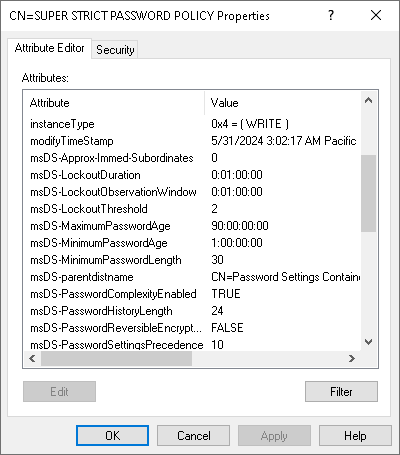 CN=SUPER STRICT PASSWORD POLICY Properties ? ×
Attribute Editor Security
Attributes:
Attribute Value
instanceType 0x4 = ( WRITE )
modifyTimeStamp 5/31/2024 3:02:17 AM Pacific
msDS-Approx-Immed-Subordinates 0
msDS-LockoutDuration 0:01:00:00
msDS-LockoutObservationWindow 0:01:00:00
msDS-LockoutThreshold 2
msDS-MaximumPasswordAge 90:00:00:00
msDS-MinimumPasswordAge 1:00:00:00
msDS-MinimumPasswordLength 30
msDS-parentdistname CN=Password Settings Containe
msDS-PasswordComplexityEnabled TRUE
msDS-PasswordHistoryLength 24
msDS-PasswordReversibleEncrypt... FALSE
msDS-PasswordSettingsPrecedence 10
Edit Filter
OK Cancel Apply Help